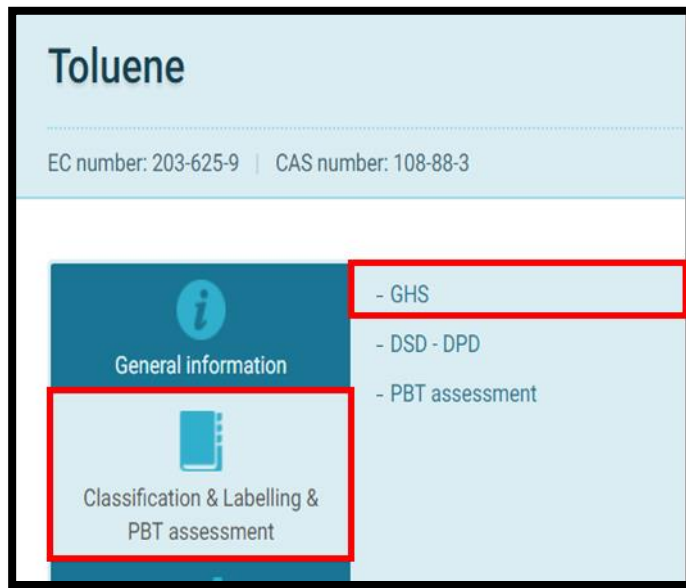 Toluene
EC number: 203-625-9 | CAS number: 108-88-3
General information
Classification & Labelling &
PBT assessment
- GHS
- DSD - DPD
- PBT assessment